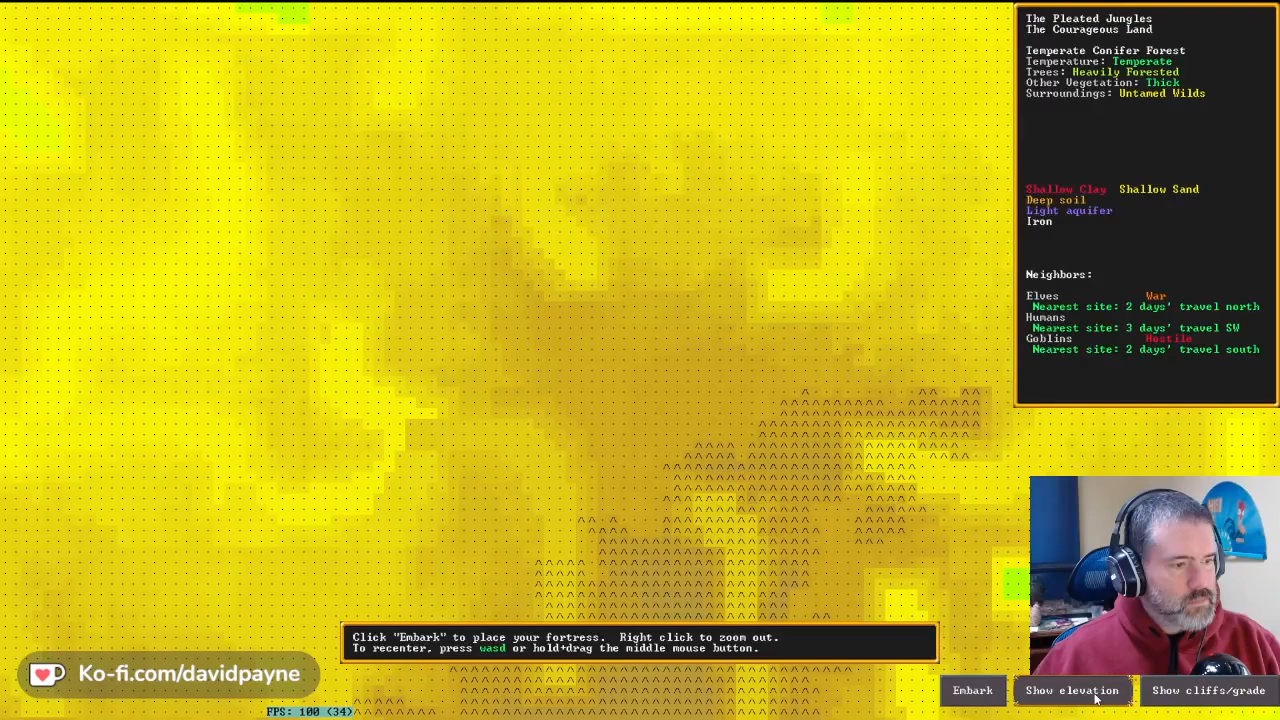 The Pleated Jungles
The Courageous Land
Temperate Conifer Forest
Temperature: Temperate
Trees: Heavily Forested
Other Vegetation: Thick
Surroundings: Untamed Wilds
Shallow Clay Shallow Sand
Deep soil
Light aquifer
Iron
Neighbors:
Elves War
Nearest site: 2 days' travel north
Humans
Nearest site: 3 days' travel SW
Goblins Hostile
Nearest site: 2 days' travel south
Click "Embark" to place your fortress. Right click to zoom out.
To recenter, press wasd or hold+drag the middle mouse button.
Ko-fi.com/davidpayne
Embark Show elevation Show cliffs/grade
FPS: 100 (34)